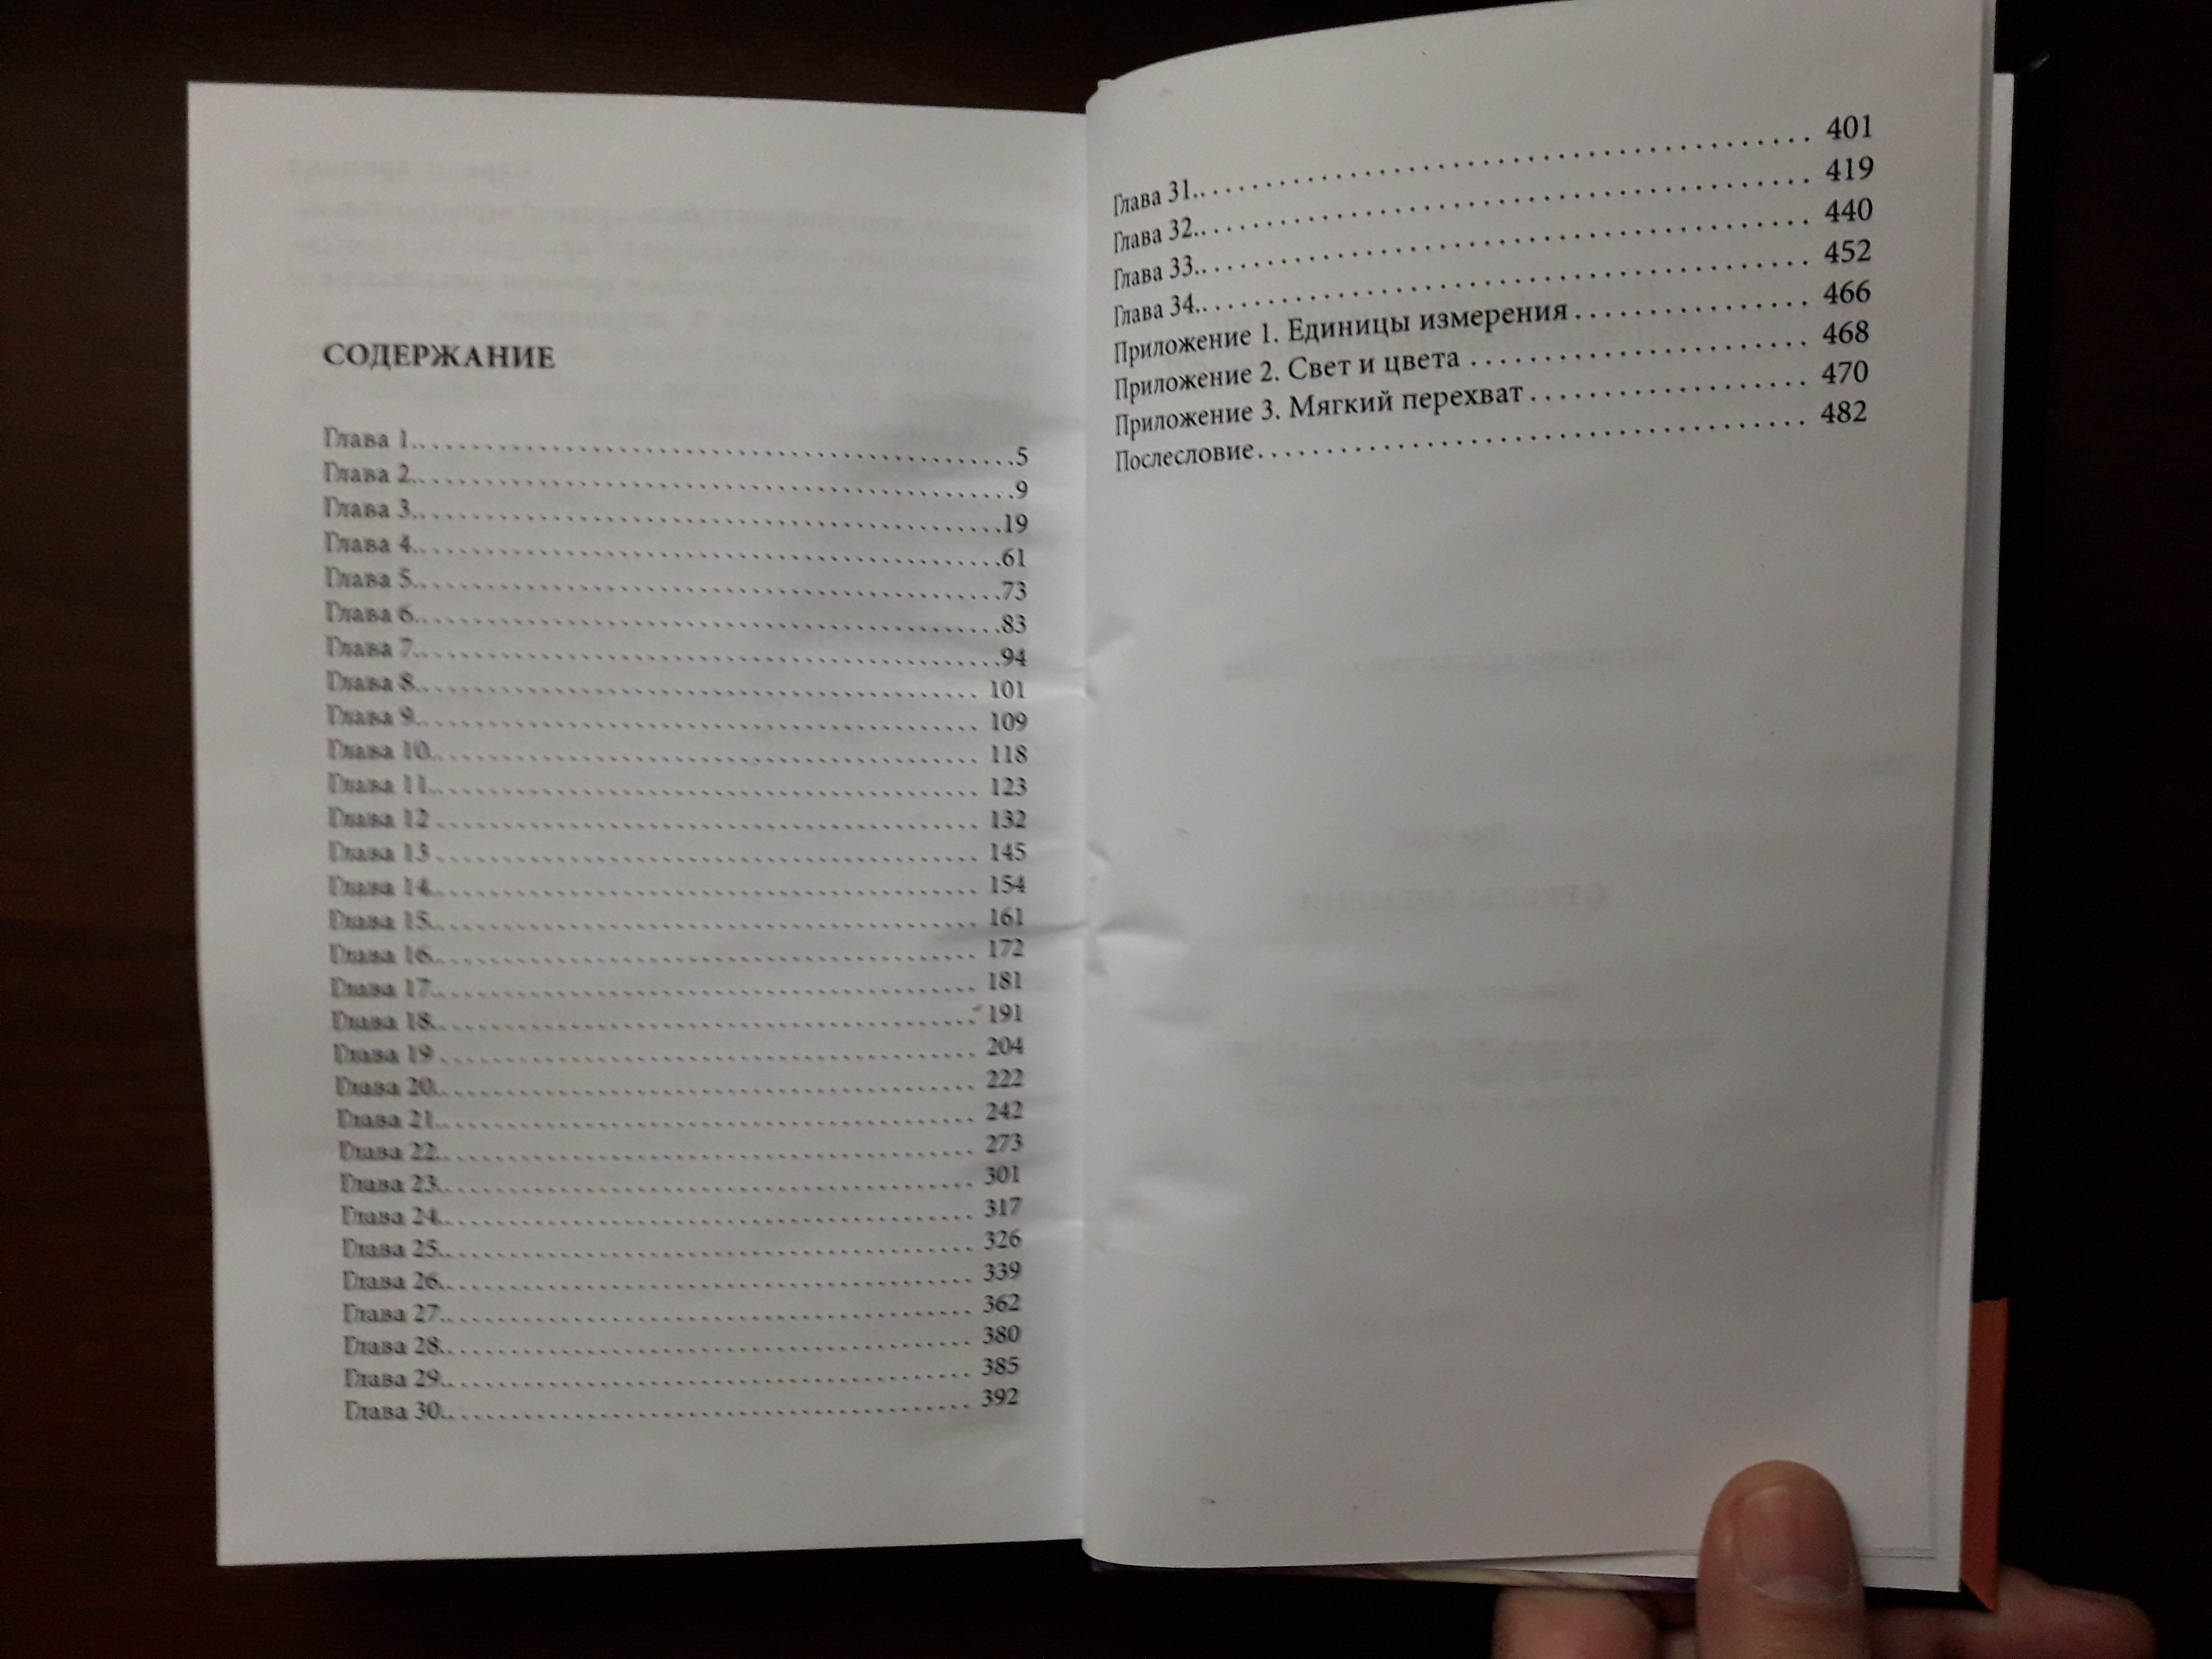 СОДЕРЖАНИЕ
Глава 1. 5
Глава 2. 9
Глава 3. 19
Глава 4. 61
Глава 5. 73
Глава 6. 83
Глава 7. 94
Глава 8. 101
Глава 9. 109
Глава 10. 118
Глава 11. 123
Глава 12 132
Глава 13 145
Глава 14. 154
Глава 15. 161
Глава 16. 172
Глава 17. 181
Глава 18. 191
Глава 19 204
Глава 20. 222
Глава 21. 242
Глава 22. 273
Глава 23. 301
Глава 24. 317
Глава 25. 326
Глава 26. 339
Глава 27. 362
Глава 28. 380
Глава 29. 385
Глава 30. 392
Глава 31. 401
Глава 32. 419
Глава 33. 440
Глава 34. 452
Приложение 1. Единицы измерения 466
Приложение 2. Свет и цвета 468
Приложение 3. Мягкий перехват 470
Послесловие 482